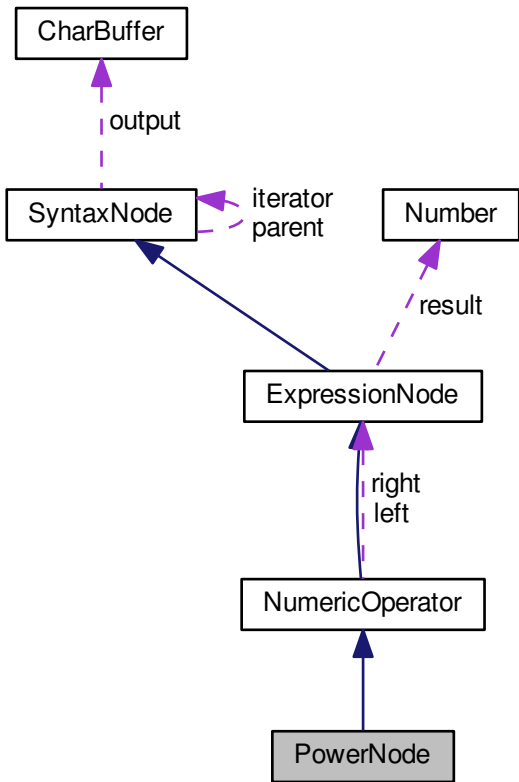 CharBuffer
output
SyntaxNode
iterator
parent
Number
result
ExpressionNode
right
left
NumericOperator
PowerNode